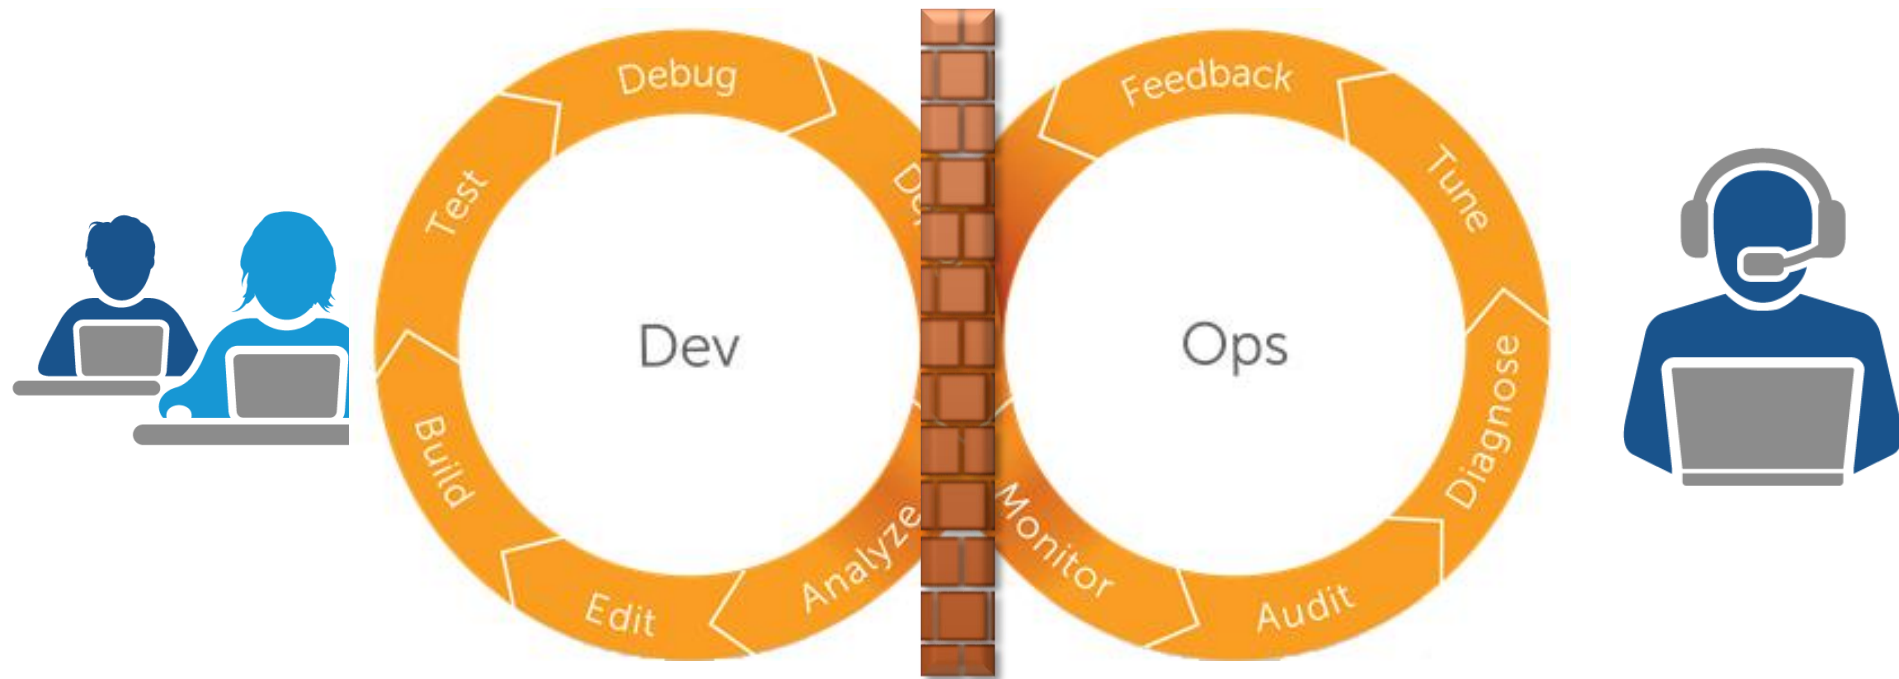 Debug
Test
Build
Edit
Analyze
Dev
Feedback
Tune
Diagnose
Audit
Monitor
Ops